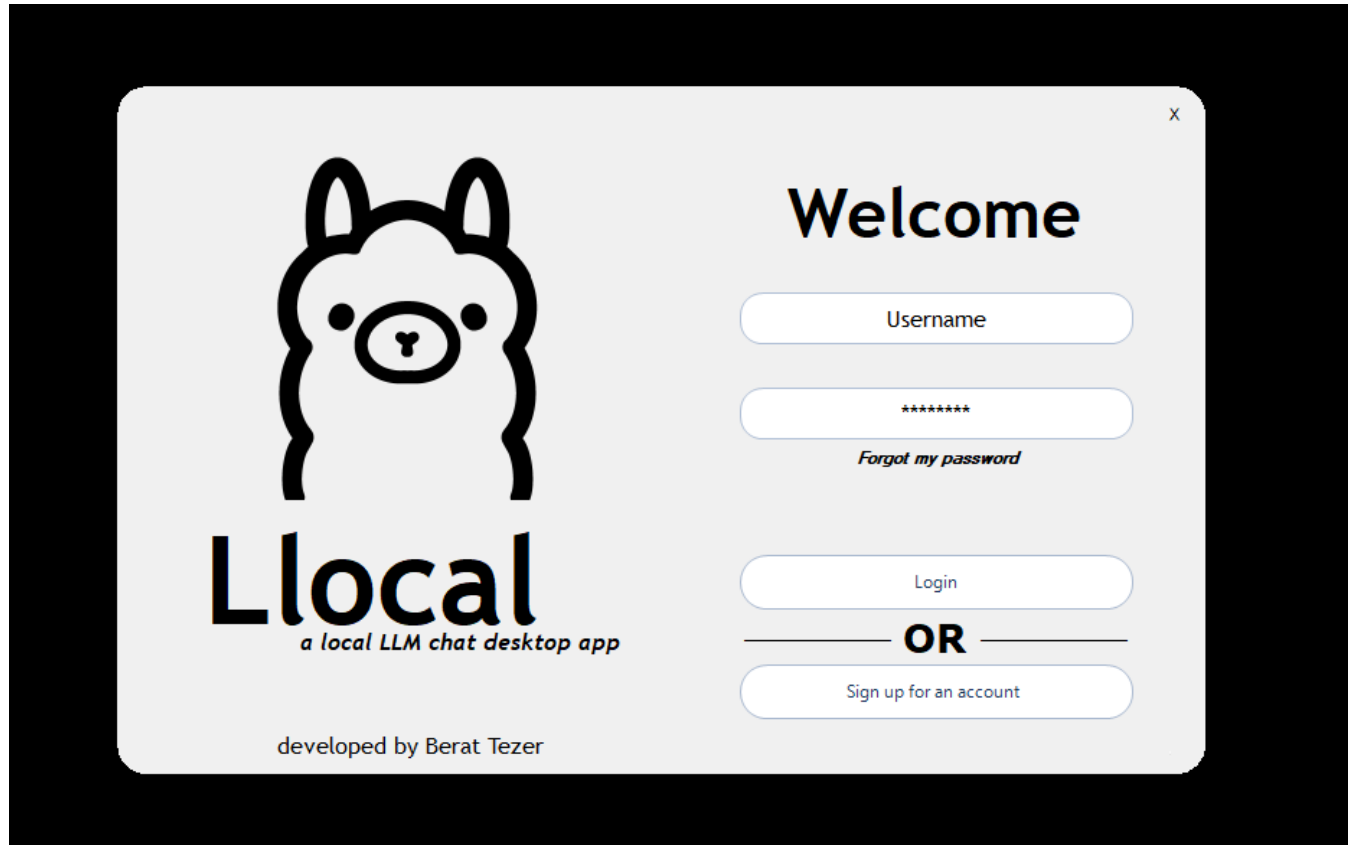 X
Welcome
Username
********
Forgot my password
Login
OR
Sign up for an account
Llocal
a local LLM chat desktop app
developed by Berat Tezer